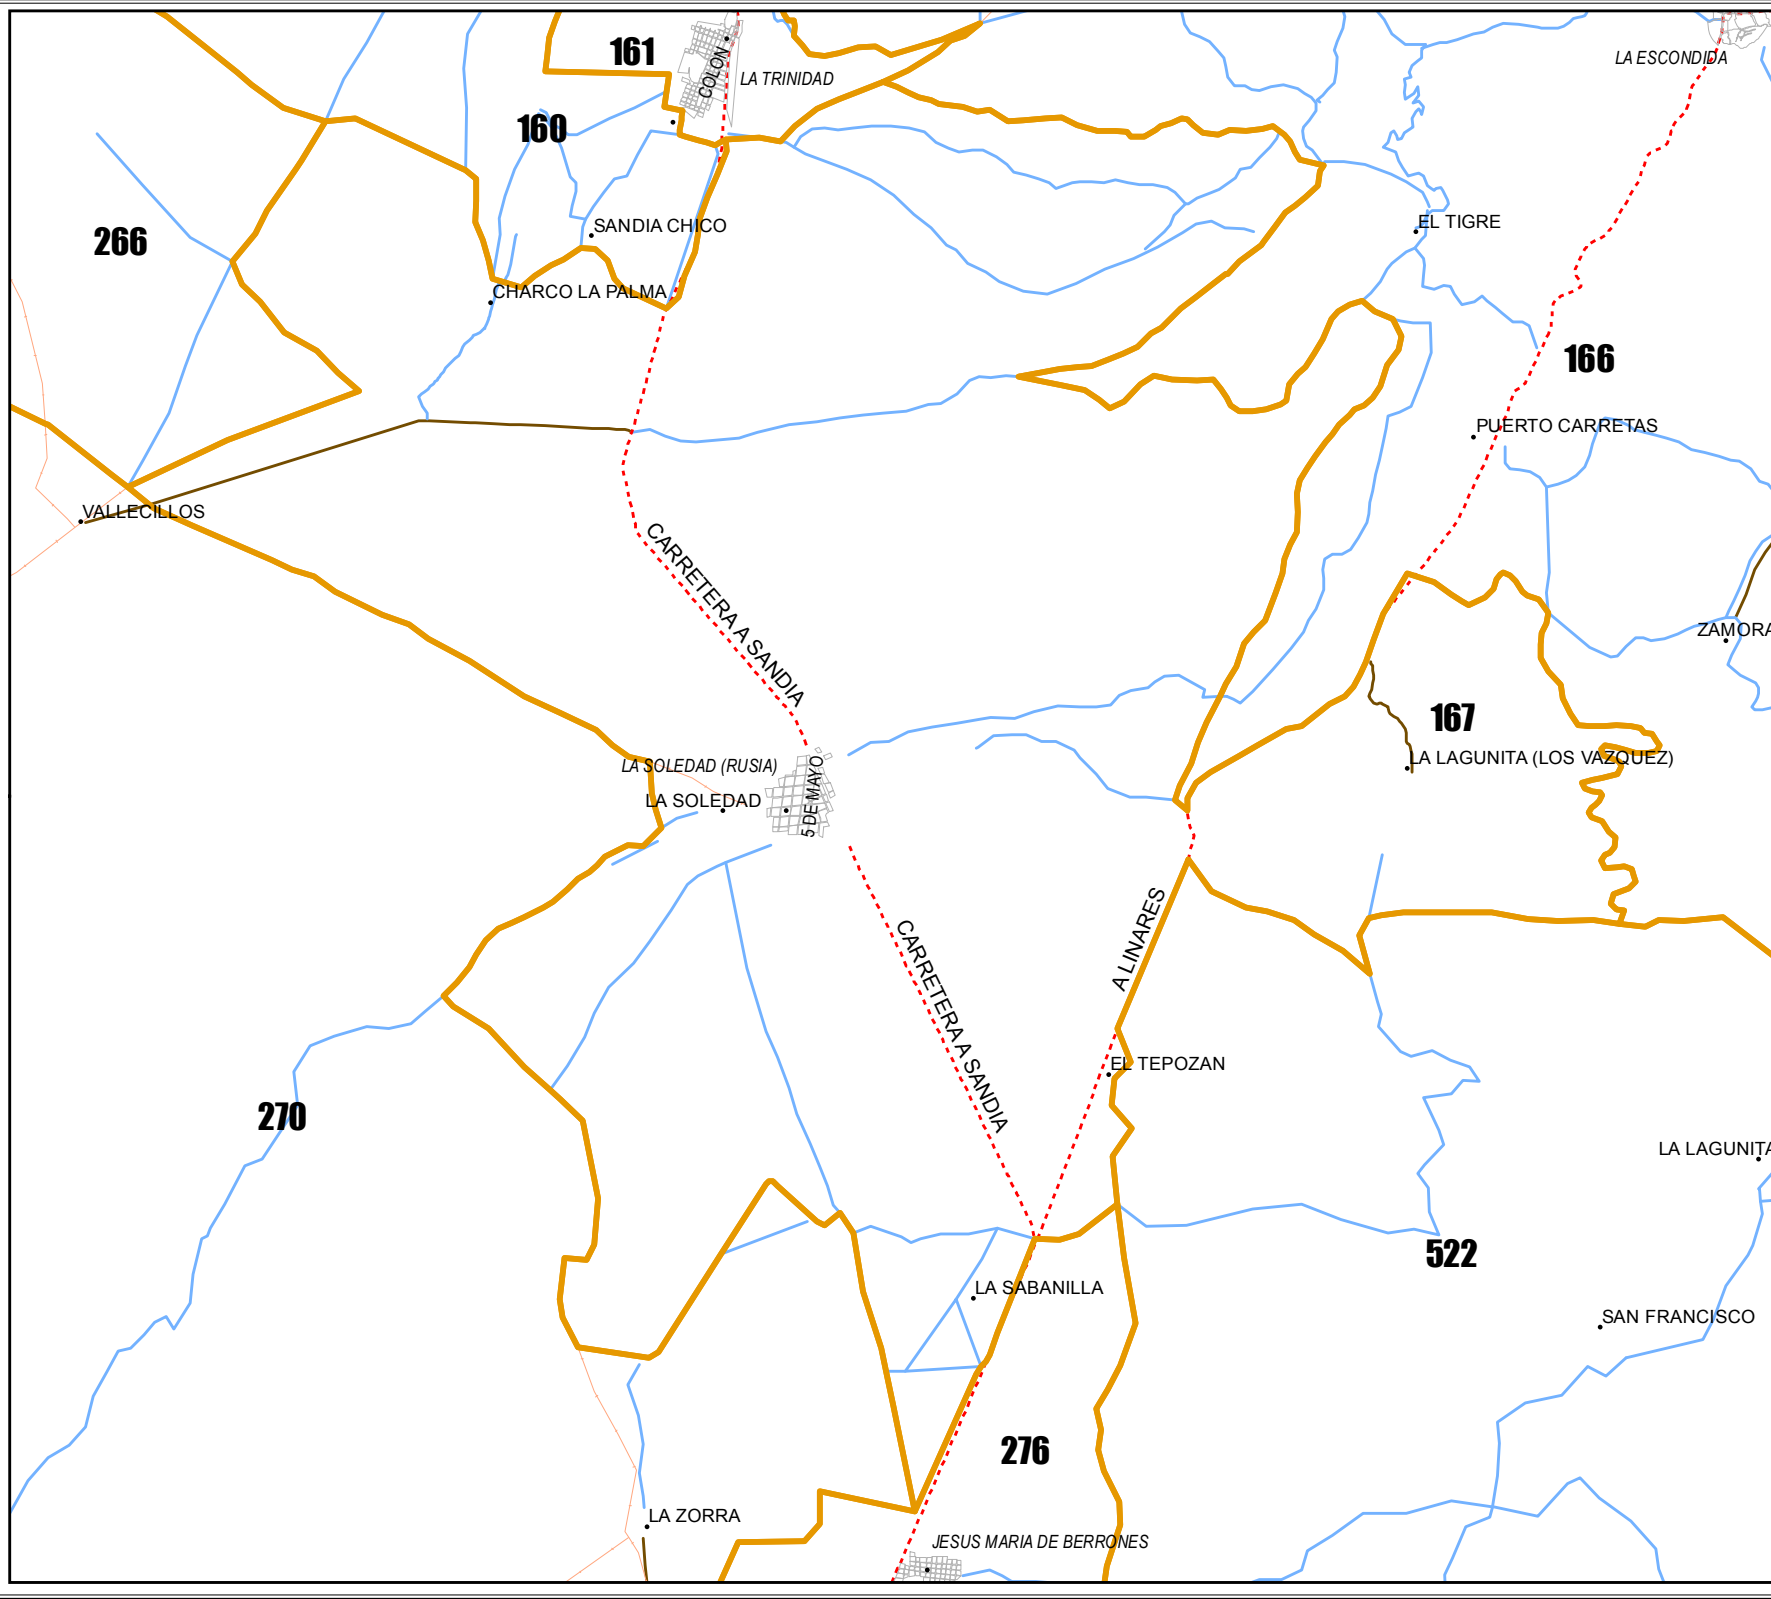 161
COLON
LA TRINIDAD
LA ESCONDIDA
160
SANDIA CHICO
EL TIGRE
266
CHARCO LA PALMA
166
PUERTO CARRETAS
VALLECILLOS
CARRETERA A SANDIA
ZAMORA
167
LA SOLEDAD (RUSIA)
5 DE MAYO
LA LAGUNITA (LOS VAZQUEZ)
LA SOLEDAD
A LINARES
CARRETERA A SANDIA
EL TEPOZAN
270
LA LAGUNITA
522
LA SABANILLA
SAN FRANCISCO
276
LA ZORRA
JESUS MARIA DE BERRONES